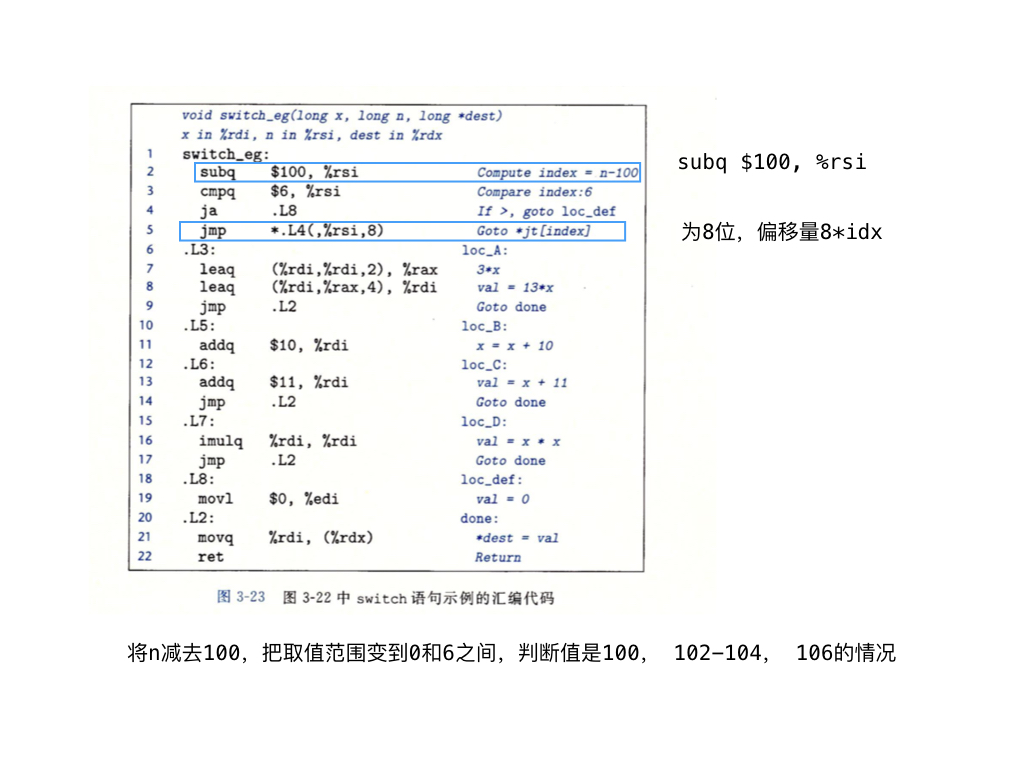 void switch_eg(long x, long n, long *dest)
x in %rdi, n in %rsi, dest in %rdx
1 switch_eg:
2 subq $100, %rsi Compute index = n-100
3 cmpq $6, %rsi Compare index:6
4 ja .L8 If >, goto loc_def
5 jmp *.L4(,%rsi,8) Goto *jt[index]
6 .L3: loc_A:
7 leaq (%rdi,%rdi,2), %rax 3*x
8 leaq (%rdi,%rax,4), %rdi val = 13*x
9 jmp .L2 Goto done
10 .L5: loc_B:
11 addq $10, %rdi x = x + 10
12 .L6: loc_C:
13 addq $11, %rdi val = x + 11
14 jmp .L2 Goto done
15 .L7: loc_D:
16 imulq %rdi, %rdi val = x * x
17 jmp .L2 Goto done
18 .L8: loc_def:
19 movl $0, %edi val = 0
20 .L2: done:
21 movq %rdi, (%rdx) *dest = val
22 ret Return
图 3-23 图 3-22 中 switch 语句示例的汇编代码
subq $100, %rsi
为8位，偏移量8*idx
将n减去100，把取值范围变到0和6之间，判断值是100， 102-104， 106的情况